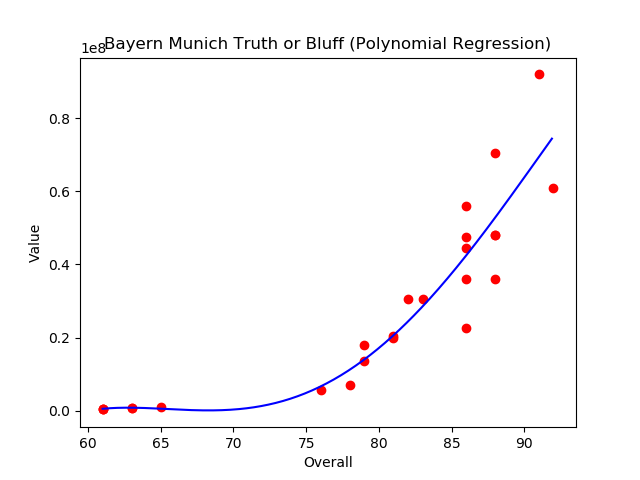 Bayern Munich Truth or Bluff (Polynomial Regression)
1e8
0.8
0.6
0.4
0.2
0.0
Value
60 65 70 75 80 85 90
Overall